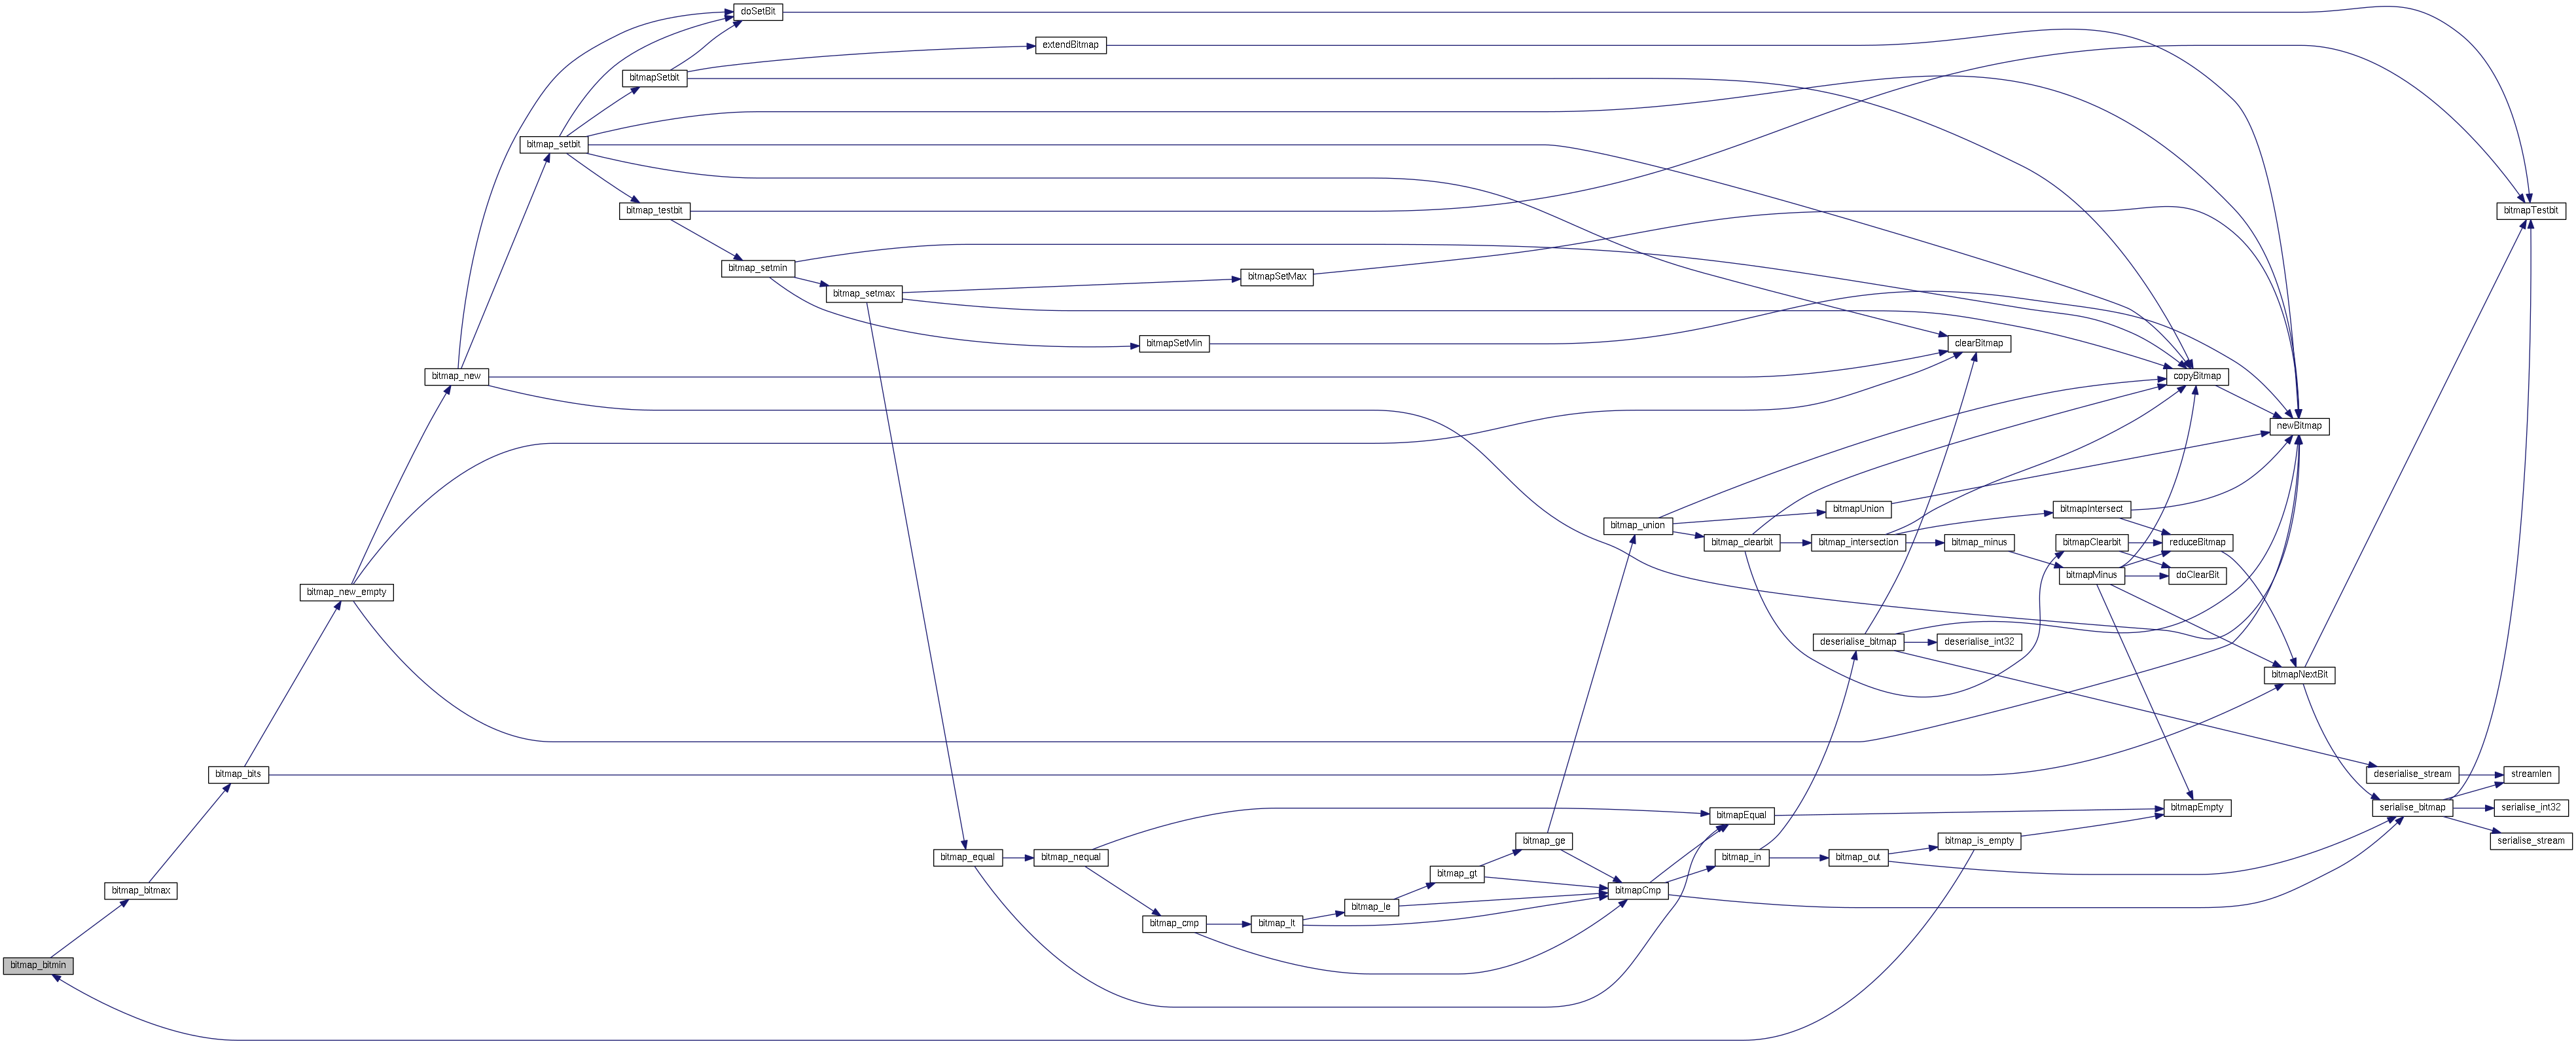 doSetBit
extendBitmap
bitmapSetbit
bitmap_setbit
bitmap_testbit
bitmapTestbit
bitmap_setmin
bitmapSetMax
bitmap_setmax
bitmapSetMin
clearBitmap
bitmap_new
copyBitmap
newBitmap
bitmapUnion
bitmapIntersect
bitmap_union
bitmap_clearbit
bitmap_intersection
bitmap_minus
bitmapClearbit
reduceBitmap
bitmapMinus
doClearBit
bitmap_new_empty
deserialise_bitmap
deserialise_int32
bitmapNextBit
bitmap_bits
deserialise_stream
streamlen
bitmapEqual
bitmapEmpty
serialise_bitmap
serialise_int32
bitmap_ge
bitmap_is_empty
serialise_stream
bitmap_equal
bitmap_nequal
bitmap_in
bitmap_out
bitmap_gt
bitmap_bitmax
bitmapCmp
bitmap_le
bitmap_cmp
bitmap_lt
bitmap_bitmin